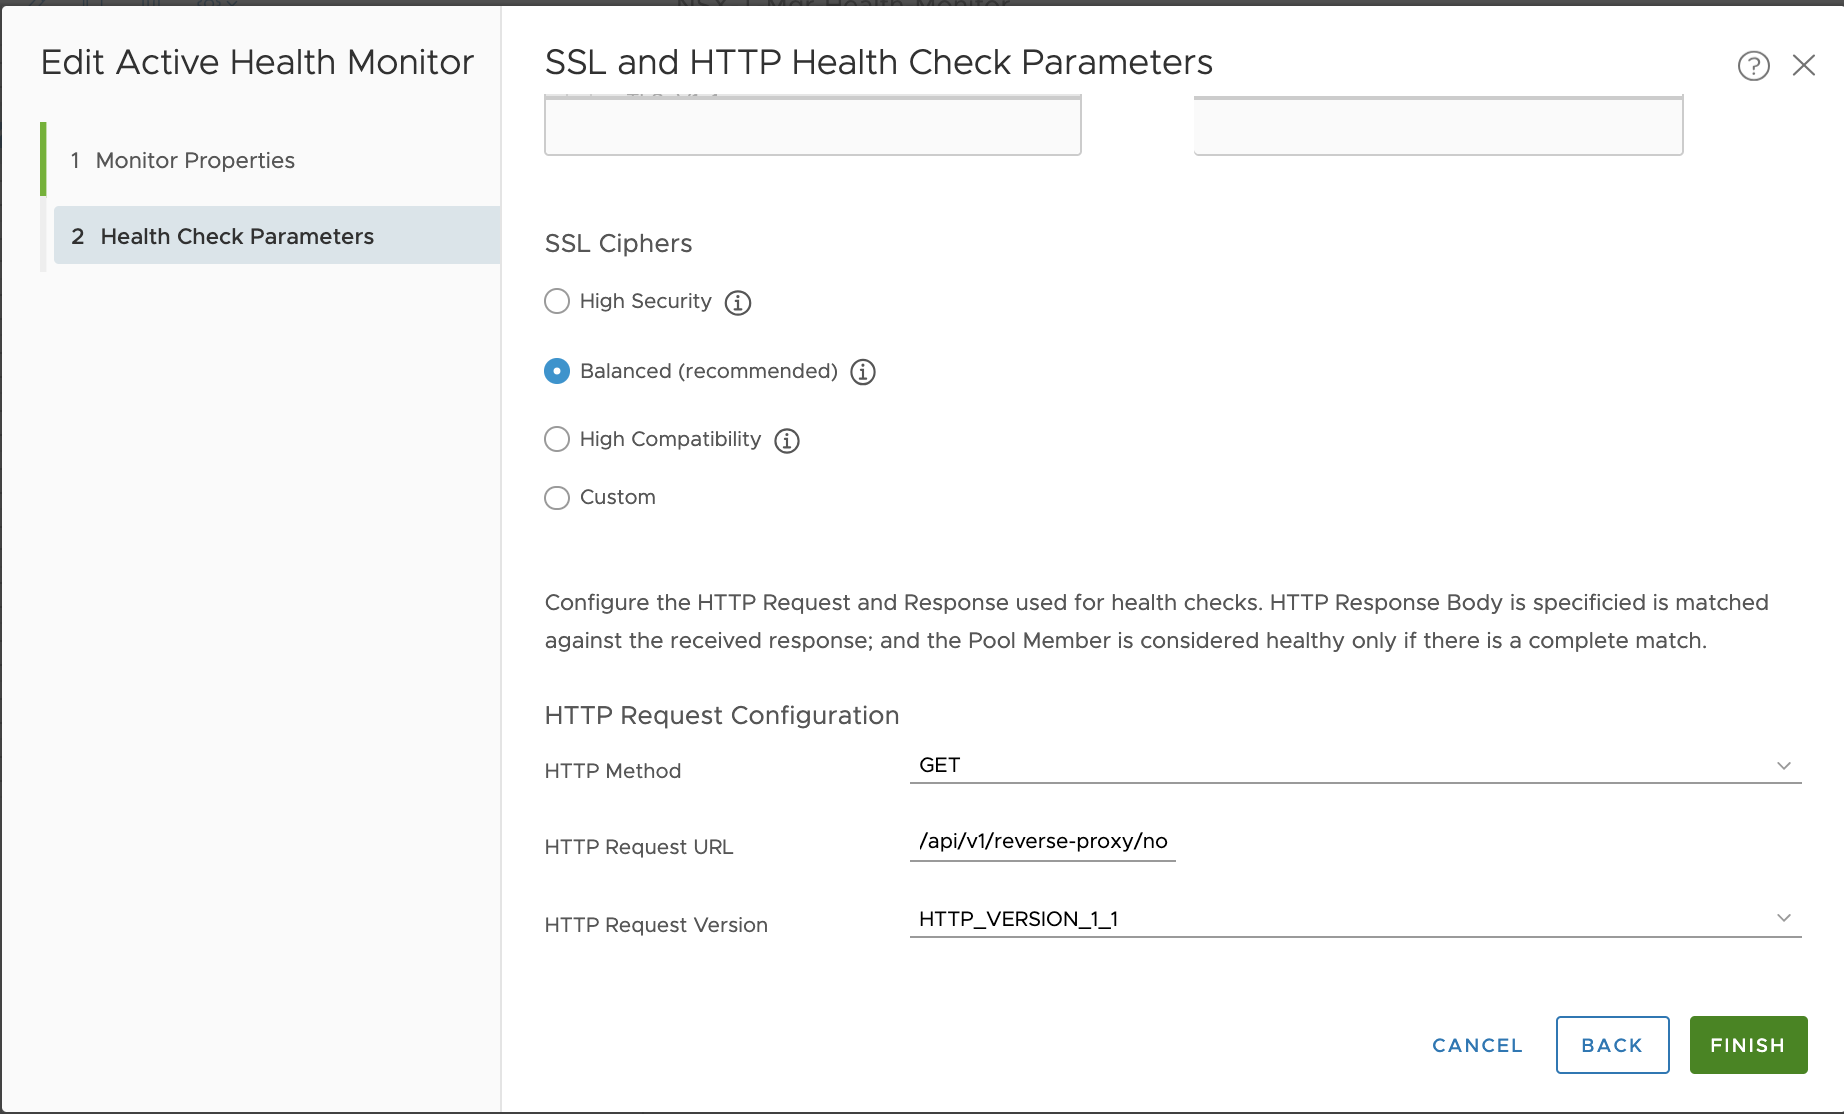 Edit Active Health Monitor
1 Monitor Properties
2 Health Check Parameters
SSL and HTTP Health Check Parameters
SSL Ciphers
High Security
Balanced (recommended)
High Compatibility
Custom
Configure the HTTP Request and Response used for health checks. HTTP Response Body is specificied is matched
against the received response; and the Pool Member is considered healthy only if there is a complete match.
HTTP Request Configuration
HTTP Method GET
HTTP Request URL /api/v1/reverse-proxy/no
HTTP Request Version HTTP_VERSION_1_1
CANCEL BACK FINISH